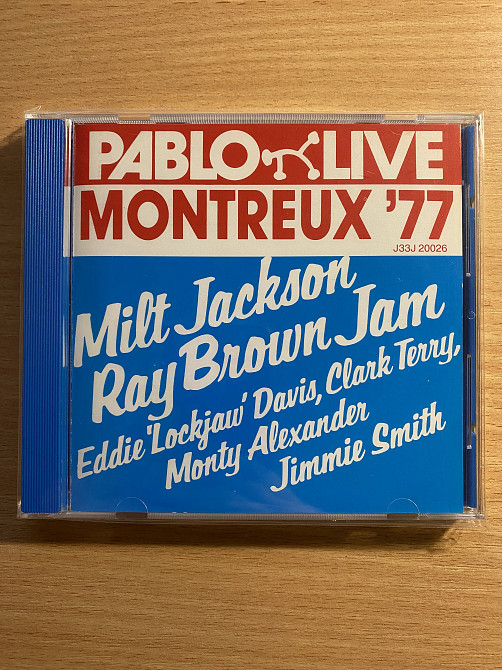 PABLO LIVE
MONTREUX '77
J33J 20026
Milt Jackson
Ray Brown Jam
Eddie 'Lockjaw' Davis, Clark Terry,
Monty Alexander
Jimmie Smith